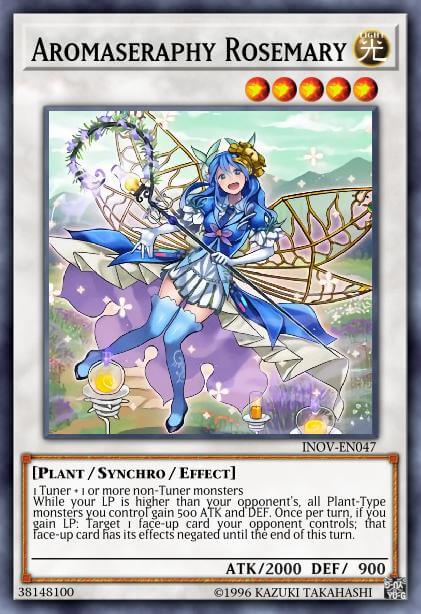 AROMASERAPHY ROSEMARY
LIGHT
光
INOV-EN047
[PLANT / SYNCHRO / EFFECT]
1 Tuner + 1 or more non-Tuner monsters
While your LP is higher than your opponent's, all Plant-Type
monsters you control gain 500 ATK and DEF. Once per turn, if you
gain LP: Target 1 face-up card your opponent controls; that
face-up card has its effects negated until the end of this turn.
ATK/2000 DEF/ 900
38148100
©1996 KAZUKI TAKAHASHI